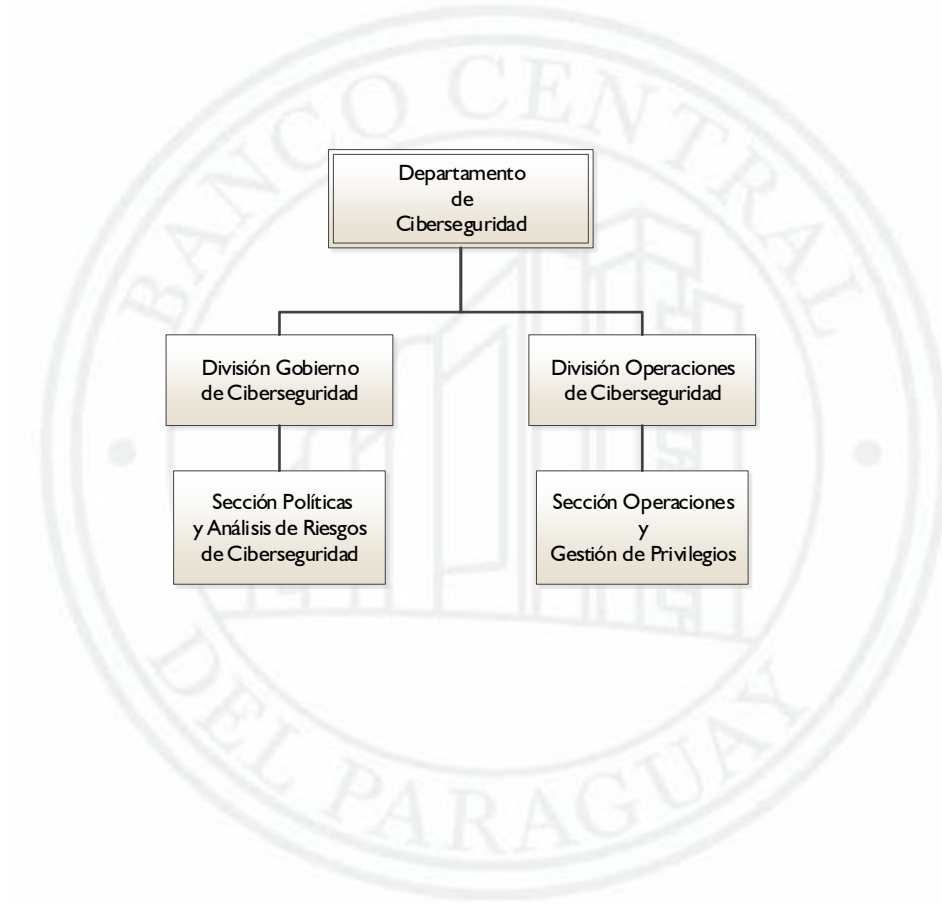 BANCO CENTRAL
Departamento
de
Ciberseguridad
División Gobierno
de Ciberseguridad
División Operaciones
de Ciberseguridad
Sección Políticas
y Análisis de Riesgos
de Ciberseguridad
Sección Operaciones
y
Gestión de Privilegios
DEL PARAGUAY